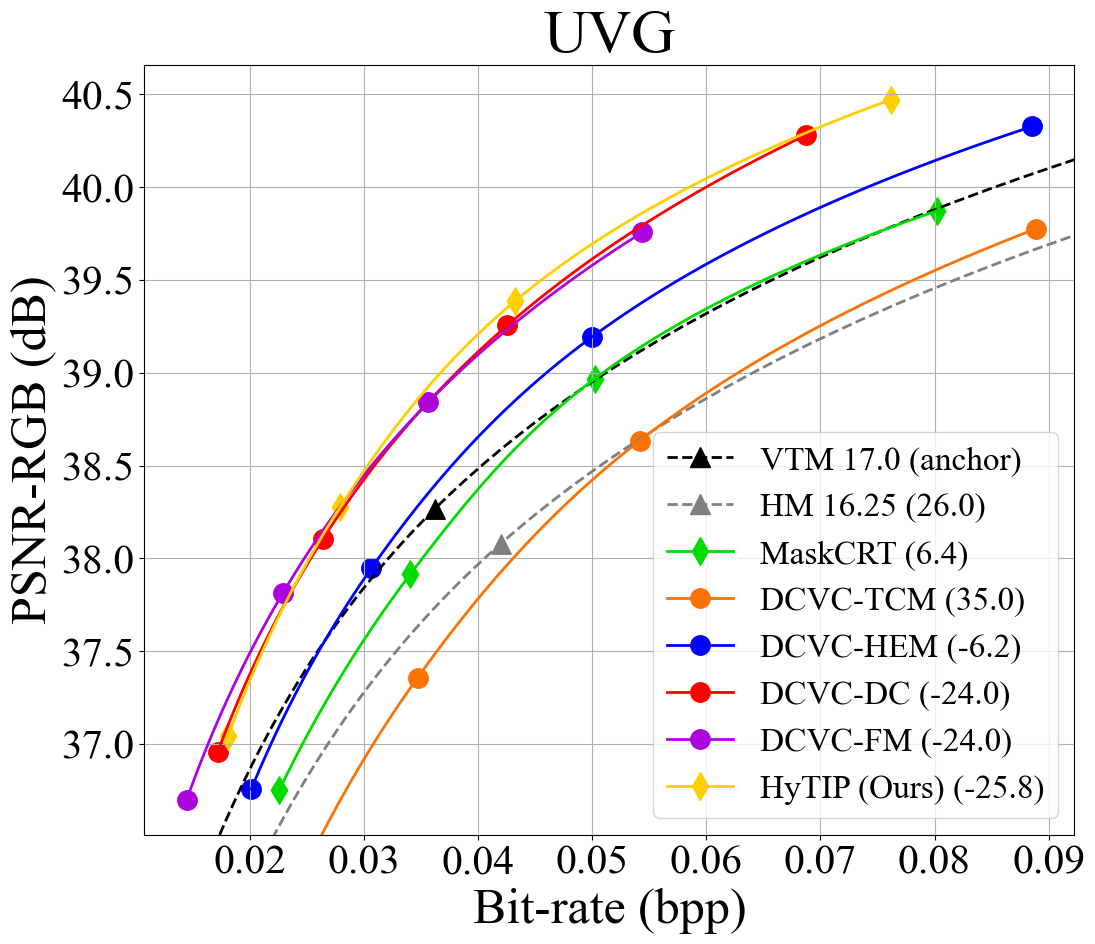 UVG
PSNR-RGB (dB)
40.5
40.0
39.5
39.0
38.5
38.0
37.5
37.0
VTM 17.0 (anchor)
HM 16.25 (26.0)
MaskCRT (6.4)
DCVC-TCM (35.0)
DCVC-HEM (-6.2)
DCVC-DC (-24.0)
DCVC-FM (-24.0)
HyTIP (Ours) (-25.8)
0.02 0.03 0.04 0.05 0.06 0.07 0.08 0.09
Bit-rate (bpp)